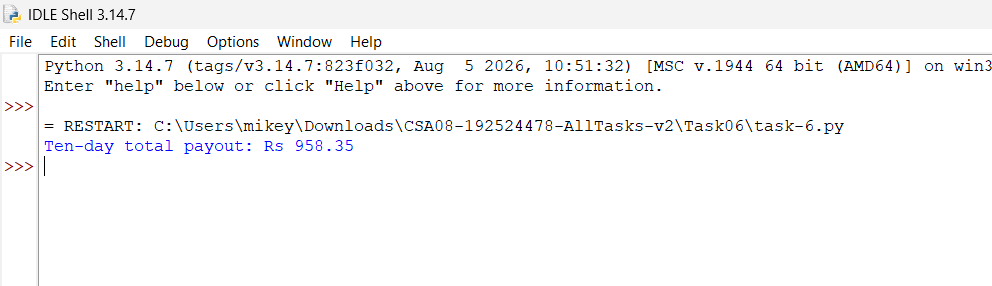 IDLE Shell 3.14.7
File Edit Shell Debug Options Window Help
Python 3.14.7 (tags/v3.14.7:823f032, Aug  5 2026, 10:51:32) [MSC v.1944 64 bit (AMD64)] on win3
Enter "help" below or click "Help" above for more information.
>>>
= RESTART: C:\Users\mikey\Downloads\CSA08-192524478-AllTasks-v2\Task06\task-6.py
Ten-day total payout: Rs 958.35
>>>